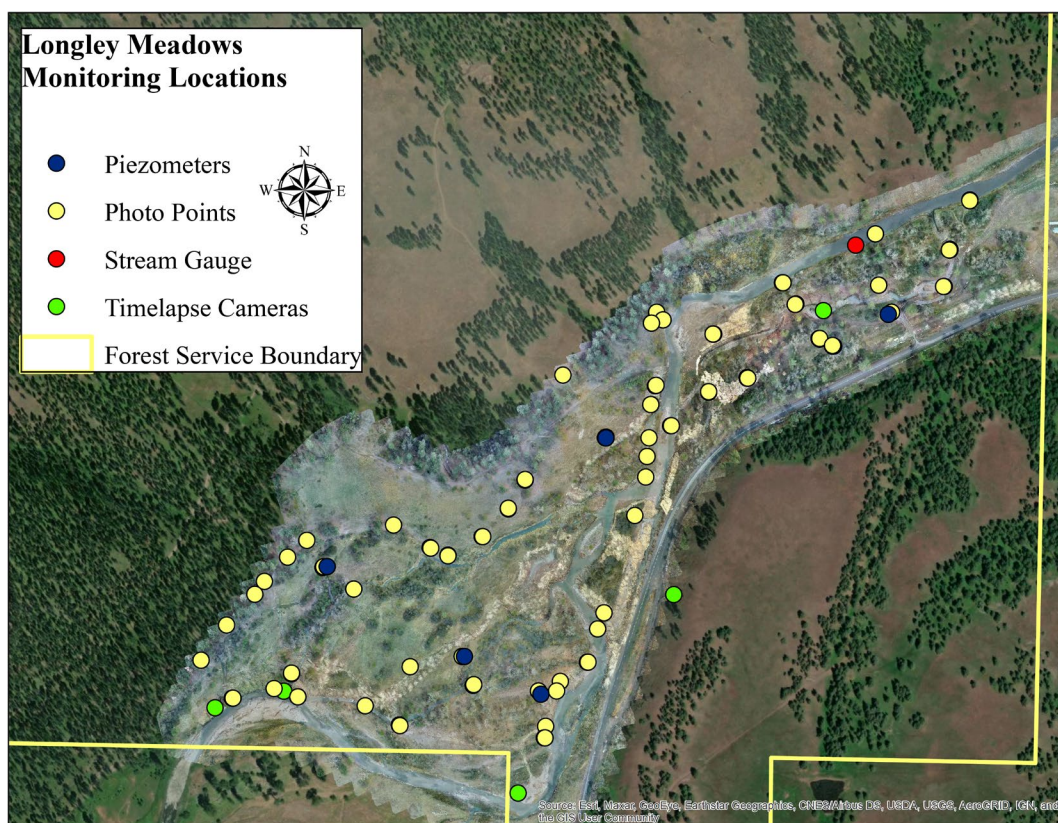 Longley Meadows
Monitoring Locations
N
W E
S
Piezometers
Photo Points
Stream Gauge
Timelapse Cameras
Forest Service Boundary
Source: Esri, Maxar, GeoEye, Earthstar Geographics, CNES/Airbus DS, USDA, USGS, AeroGRID, IGN, and
the GIS User Community